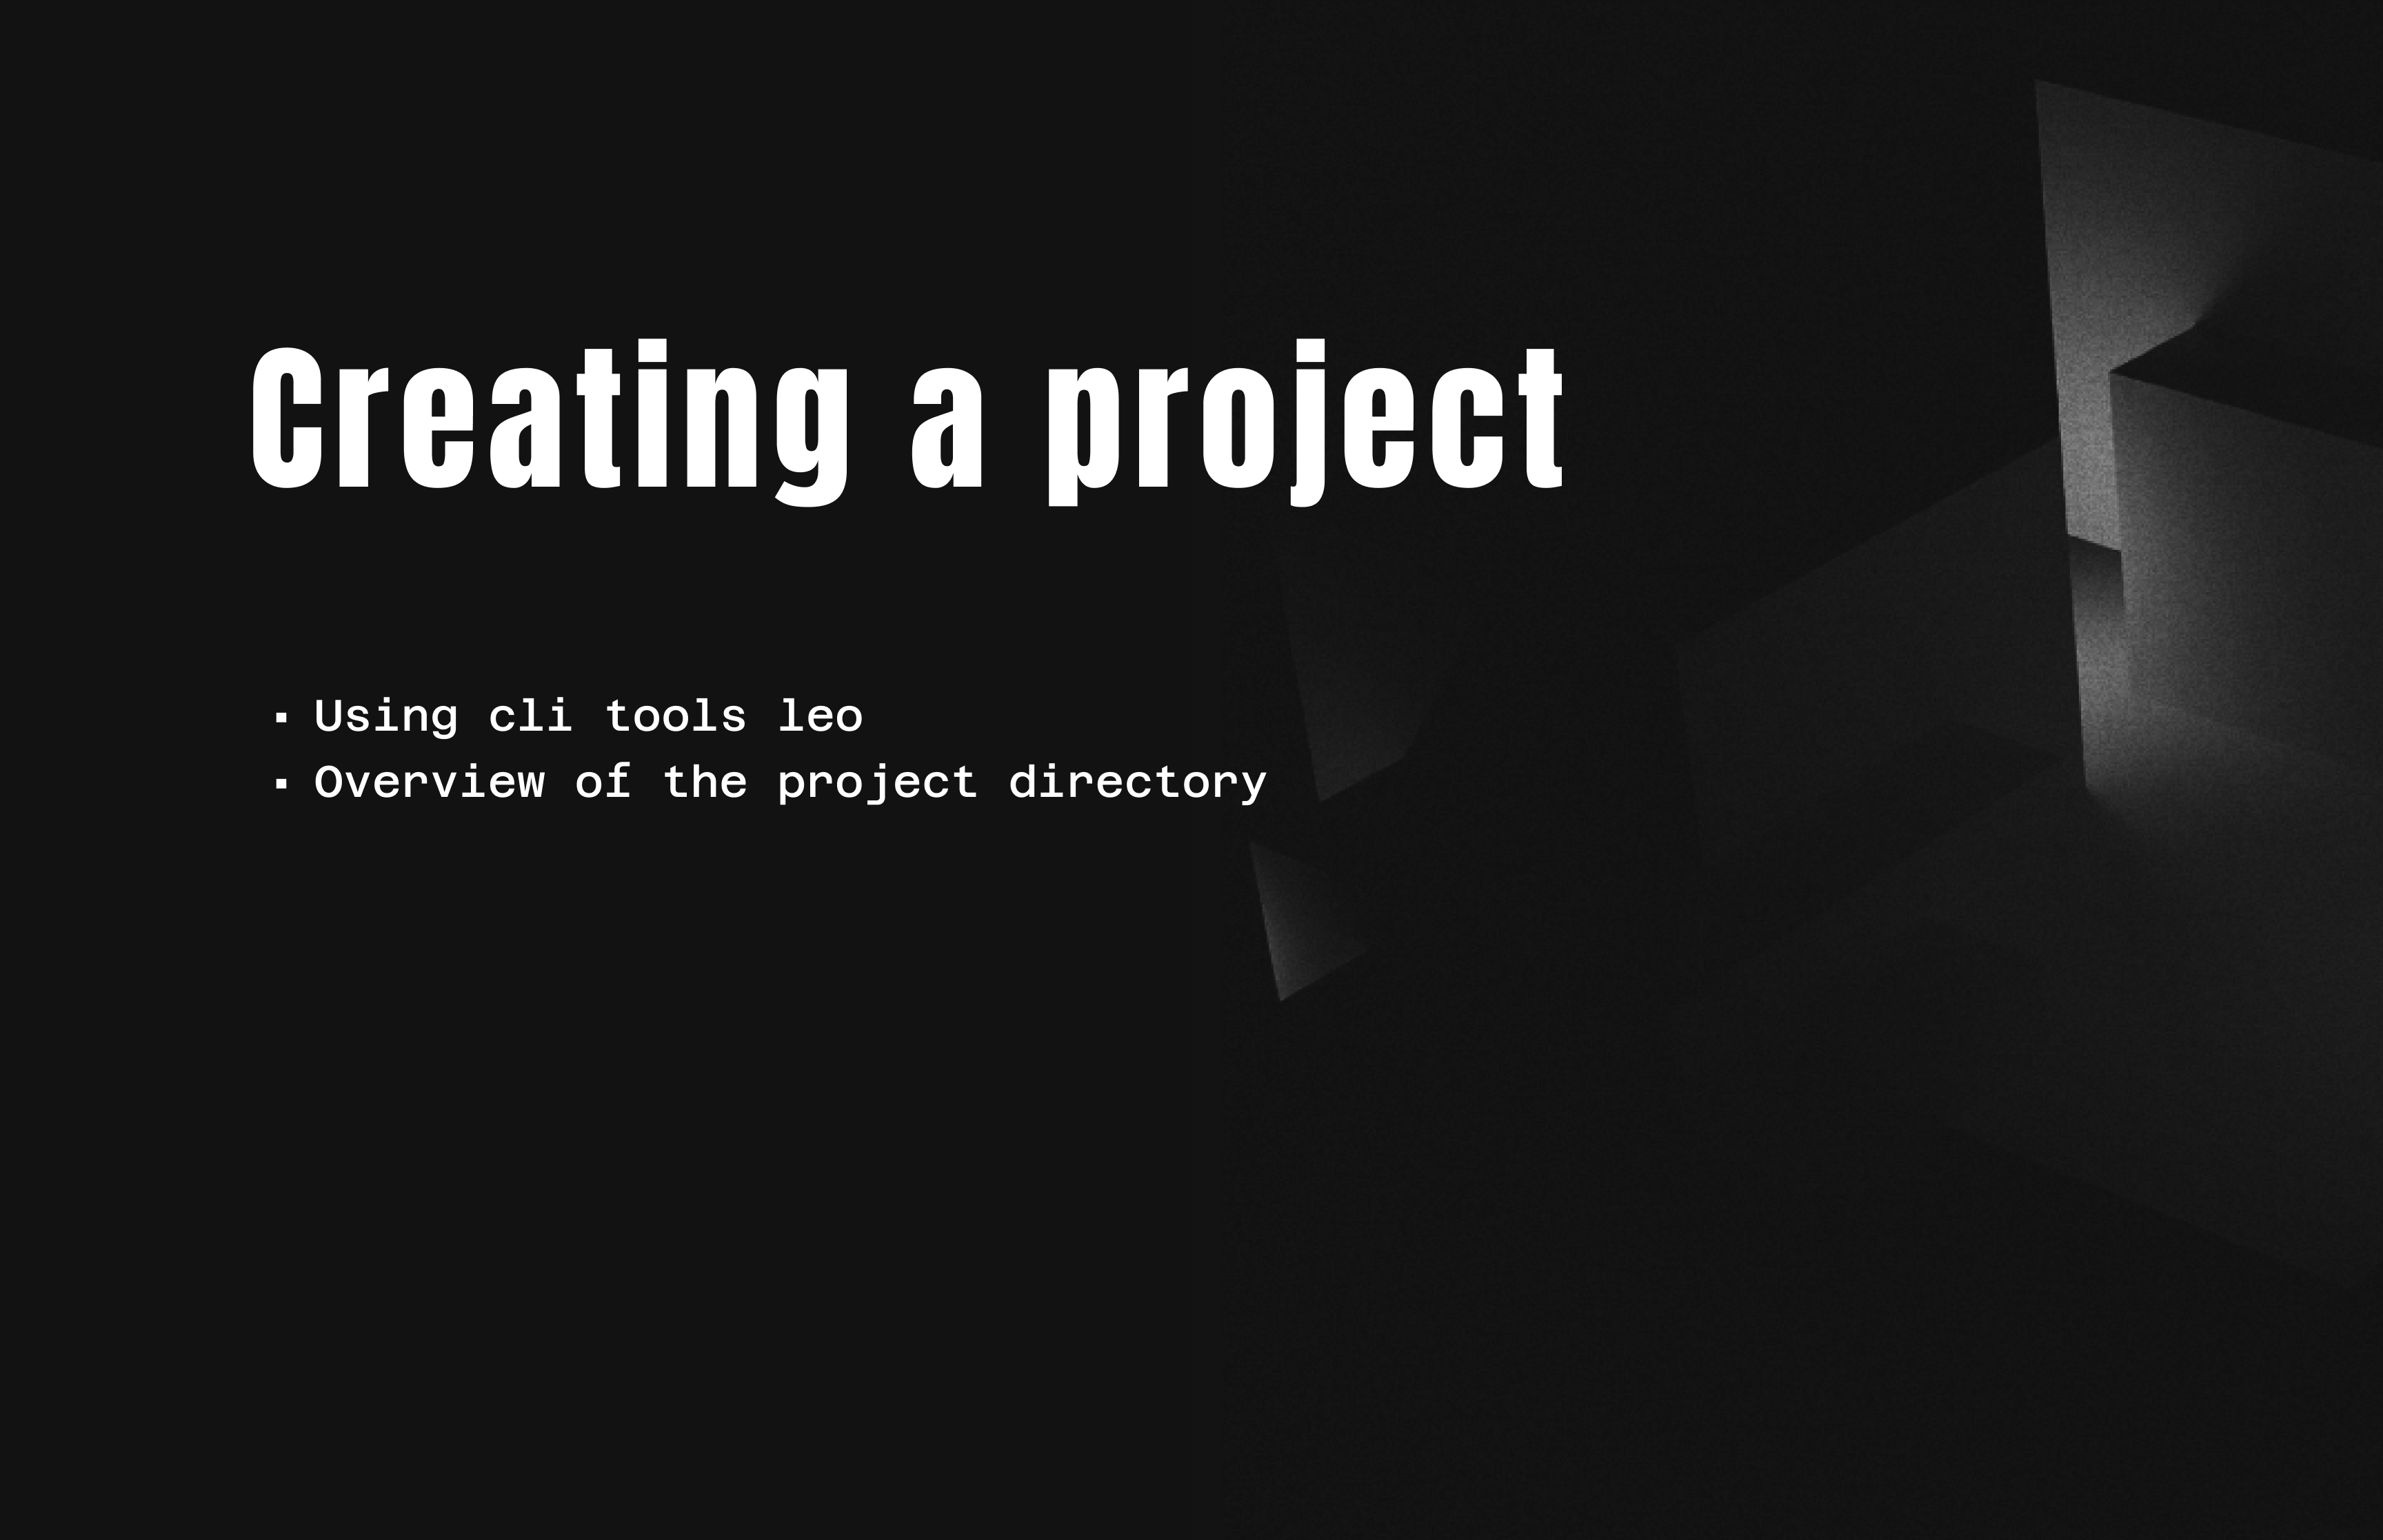 Creating a project
▪ Using cli tools leo
▪ Overview of the project directory